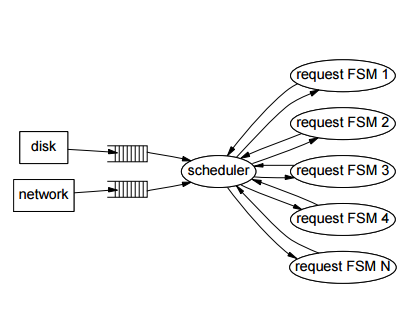 request FSM 1
request FSM 2
disk
scheduler
request FSM 3
network
request FSM 4
request FSM N